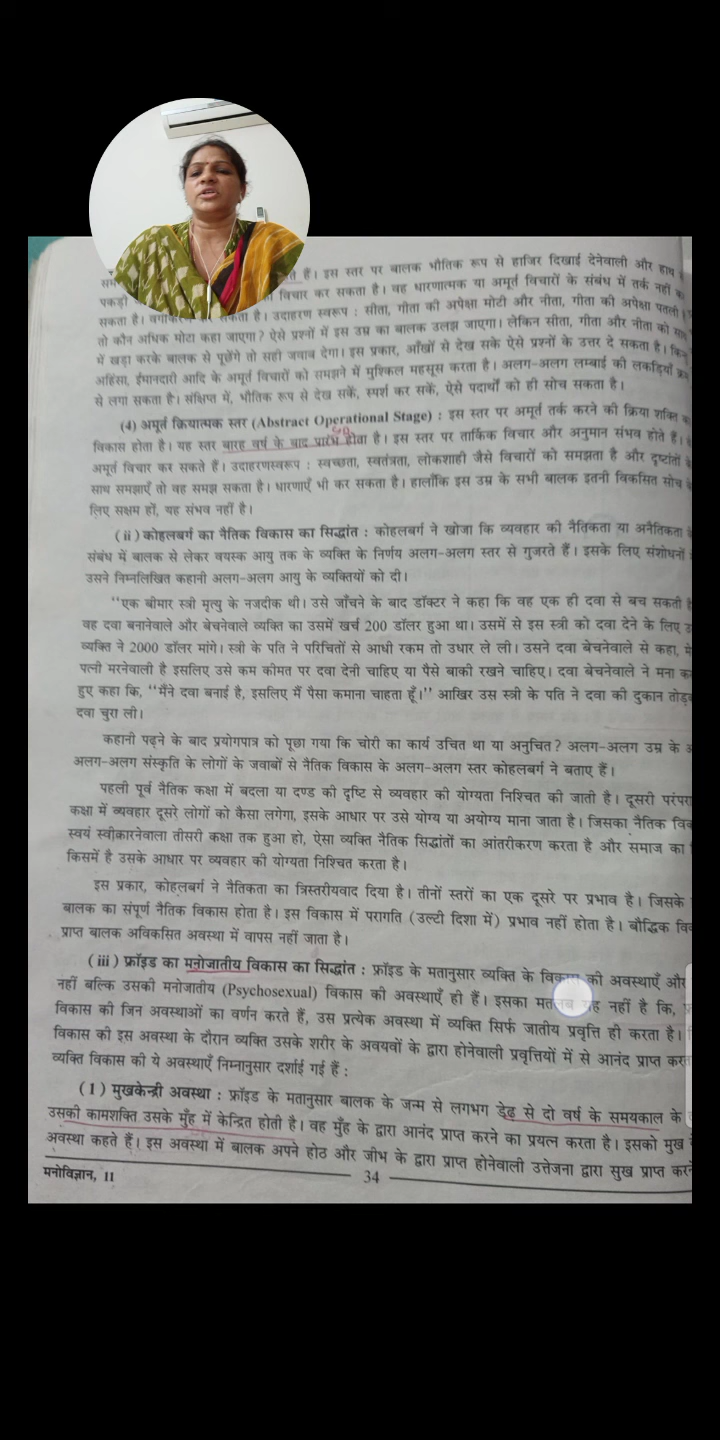 हैं। इस स्तर पर बालक भौतिक रूप से हाजिर दिखाई देनेवाली और हाथ
पकड़ी विचार कर सकता है। वह धारणात्मक या अमूर्त विचारों के संबंध में तर्क नहीं
सकता है। वर्गीकरण कर सकता है। उदाहरण स्वरूप : सीता, गीता की अपेक्षा मोटी और नीता, गीता की अपेक्षा पतली
तो कौन अधिक मोटा कहा जाएगा? ऐसे प्रश्नों में इस उम्र का बालक उलझ जाएगा। लेकिन सीता, गीता और नीता को
में खड़ा करके बालक से पूछेंगे तो सही जवाब देगा। इस प्रकार, आँखों से देख सके ऐसे प्रश्नों के उत्तर दे सकता है।
अहिंसा, ईमानदारी आदि के अमूर्त विचारों को समझने में मुश्किल महसूस करता है। अलग-अलग लम्बाई की लकड़ियाँ
से लगा सकता है। संक्षिप्त में, भौतिक रूप से देख सकें, स्पर्श कर सकें, ऐसे पदार्थों को ही सोच सकता है।
(4) अमूर्त क्रियात्मक स्तर (Abstract Operational Stage) : इस स्तर पर अमूर्त तर्क करने की क्रिया शक्ति
विकास होता है। यह स्तर बारह वर्ष के बाद प्रारंभ होता है। इस स्तर पर तार्किक विचार और अनुमान संभव होते हैं।
अमूर्त विचार कर सकते हैं। उदाहरणस्वरूप : स्वच्छता, स्वतंत्रता, लोकशाही जैसे विचारों को समझता है और दृष्टांतों
साथ समझाएँ तो वह समझ सकता है। धारणाएँ भी कर सकता है। हालाँकि इस उम्र के सभी बालक इतनी विकसित सोच
लिए सक्षम हों, यह संभव नहीं है।
(ii) कोहलबर्ग का नैतिक विकास का सिद्धांत : कोहलबर्ग ने खोजा कि व्यवहार की नैतिकता या अनैतिकता
संबंध में बालक से लेकर वयस्क आयु तक के व्यक्ति के निर्णय अलग-अलग स्तर से गुजरते हैं। इसके लिए संशोधनों
उसने निम्नलिखित कहानी अलग-अलग आयु के व्यक्तियों को दी।
“एक बीमार स्त्री मृत्यु के नजदीक थी। उसे जाँचने के बाद डॉक्टर ने कहा कि वह एक ही दवा से बच सकती
वह दवा बनानेवाले और बेचनेवाले व्यक्ति का उसमें खर्च 200 डॉलर हुआ था। उसमें से इस स्त्री को दवा देने के लिए
व्यक्ति ने 2000 डॉलर मांगे। स्त्री के पति ने परिचितों से आधी रकम तो उधार ले ली। उसने दवा बेचनेवाले से कहा,
पत्नी मरनेवाली है इसलिए उसे कम कीमत पर दवा देनी चाहिए या पैसे बाकी रखने चाहिए। दवा बेचनेवाले ने मना
हुए कहा कि, “मैंने दवा बनाई है, इसलिए मैं पैसा कमाना चाहता हूँ।” आखिर उस स्त्री के पति ने दवा की दुकान
दवा चुरा ली।
कहानी पढ़ने के बाद प्रयोगपात्र को पूछा गया कि चोरी का कार्य उचित था या अनुचित? अलग-अलग उम्र के
अलग-अलग संस्कृति के लोगों के जवाबों से नैतिक विकास के अलग-अलग स्तर कोहलबर्ग ने बताए हैं।
पहली पूर्व नैतिक कक्षा में बदला या दण्ड की दृष्टि से व्यवहार की योग्यता निश्चित की जाती है। दूसरी
कक्षा में व्यवहार दूसरे लोगों को कैसा लगेगा, इसके आधार पर उसे योग्य या अयोग्य माना जाता है। जिसका नैतिक
स्वयं स्वीकारनेवाला तीसरी कक्षा तक हुआ हो, ऐसा व्यक्ति नैतिक सिद्धांतों का आंतरीकरण करता है और समाज का
किसमें है उसके आधार पर व्यवहार की योग्यता निश्चित करता है।
इस प्रकार, कोहलबर्ग ने नैतिकता का त्रिस्तरीयवाद दिया है। तीनों स्तरों का एक दूसरे पर प्रभाव है। जिसके
बालक का संपूर्ण नैतिक विकास होता है। इस विकास में परागति (उल्टी दिशा में) प्रभाव नहीं होता है। बौद्धिक
प्राप्त बालक अविकसित अवस्था में वापस नहीं जाता है।
(iii) फ्रॉइड का मनोजातीय विकास का सिद्धांत : फ्रॉइड के मतानुसार व्यक्ति के विकास की अवस्थाएँ और
नहीं बल्कि उसकी मनोजातीय (Psychosexual) विकास की अवस्थाएँ ही हैं। इसका मतलब यह नहीं है कि,
विकास की जिन अवस्थाओं का वर्णन करते हैं, उस प्रत्येक अवस्था में व्यक्ति सिर्फ जातीय प्रवृत्ति ही करता है।
विकास की इस अवस्था के दौरान व्यक्ति उसके शरीर के अवयवों के द्वारा होनेवाली प्रवृत्तियों में से आनंद प्राप्त
व्यक्ति विकास की ये अवस्थाएँ निम्नानुसार दर्शाई गई हैं :
(1) मुखकेन्द्री अवस्था : फ्रॉइड के मतानुसार बालक के जन्म से लगभग डेढ़ से दो वर्ष के समयकाल के
उसकी कामशक्ति उसके मुँह में केन्द्रित होती है। वह मुँह के द्वारा आनंद प्राप्त करने का प्रयत्न करता है। इसको मुख
अवस्था कहते हैं। इस अवस्था में बालक अपने होठ और जीभ के द्वारा प्राप्त होनेवाली उत्तेजना द्वारा सुख प्राप्त
मनोविज्ञान, 11
34